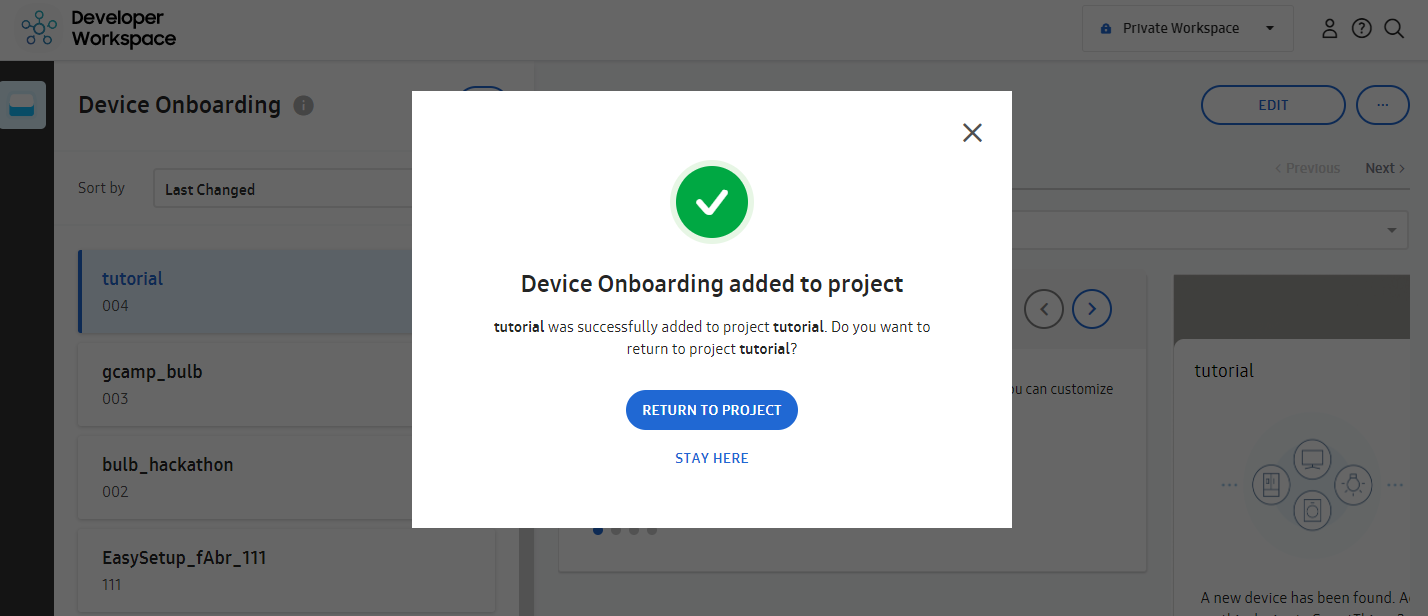 Developer
Workspace
Private Workspace
Device Onboarding
EDIT
Sort by
Last Changed
Previous
Next
tutorial
004
gcamp_bulb
003
bulb_hackathon
002
EasySetup_fAbr_111
111
Device Onboarding added to project
tutorial was successfully added to project tutorial. Do you want to
return to project tutorial?
RETURN TO PROJECT
STAY HERE
can customize
tutorial
A new device has been found.